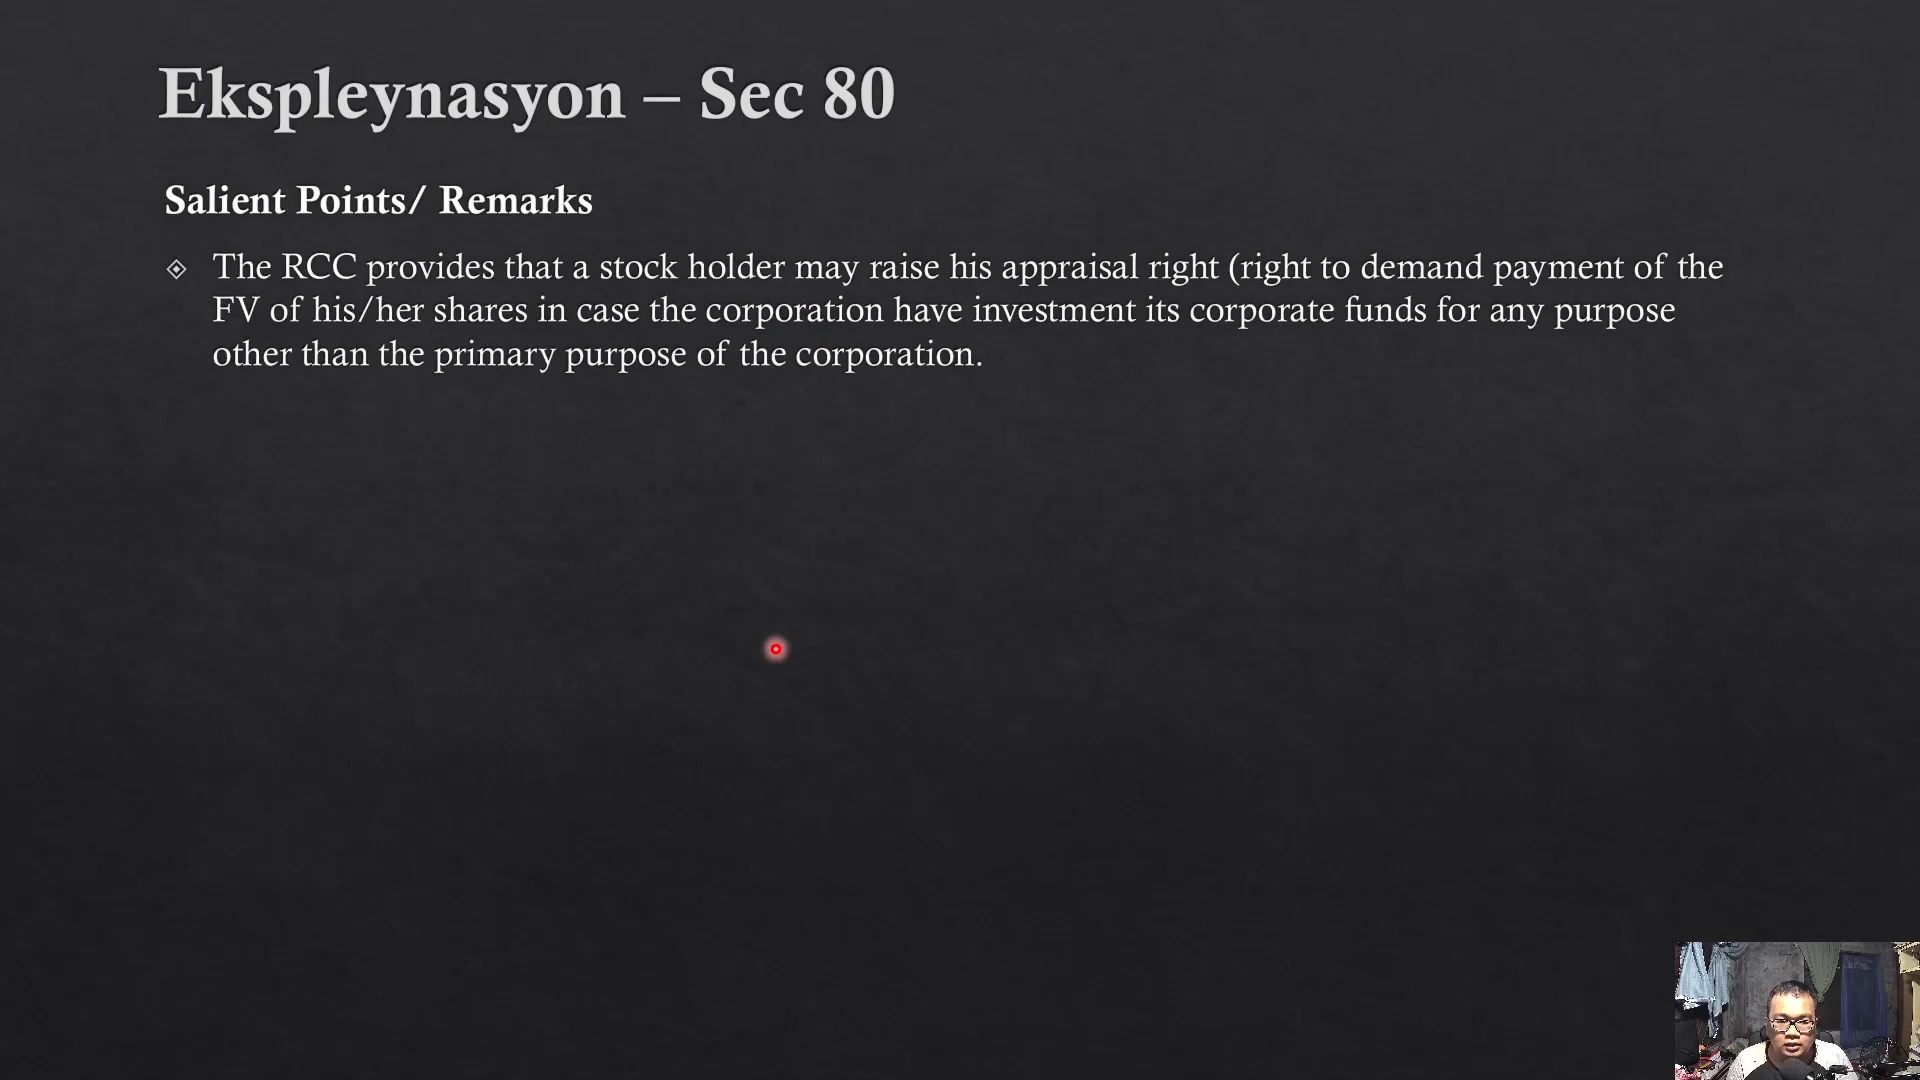 Ekspleynasyon – Sec 80
Salient Points/ Remarks
The RCC provides that a stock holder may raise his appraisal right (right to demand payment of the
FV of his/her shares in case the corporation have investment its corporate funds for any purpose
other than the primary purpose of the corporation.